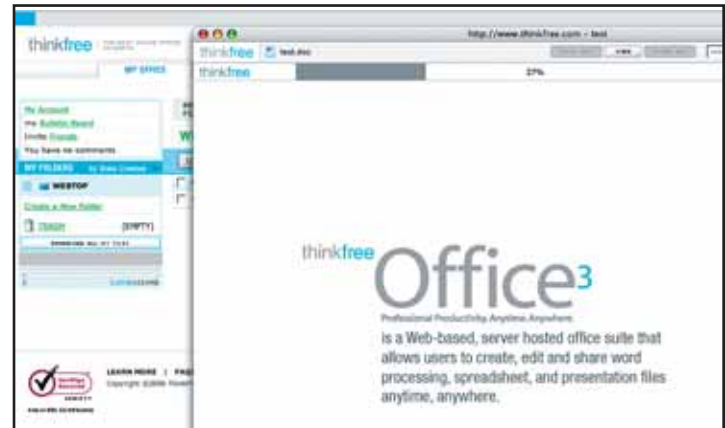 thinkfree
MY OFFICE
My Account
My Bulletin Board
Invite Friends
You have no comments
MY FOLDERS
WEBTOP
Create a New Folder
TRASH [EMPTY]
LEARN MORE | FAQ
http://www.thinkfree.com - test
thinkfree test.doc
thinkfree 27%
thinkfree
Office3
Professional Productivity. Anytime Anywhere
is a Web-based, server hosted office suite that
allows users to create, edit and share word
processing, spreadsheet, and presentation files
anytime, anywhere.